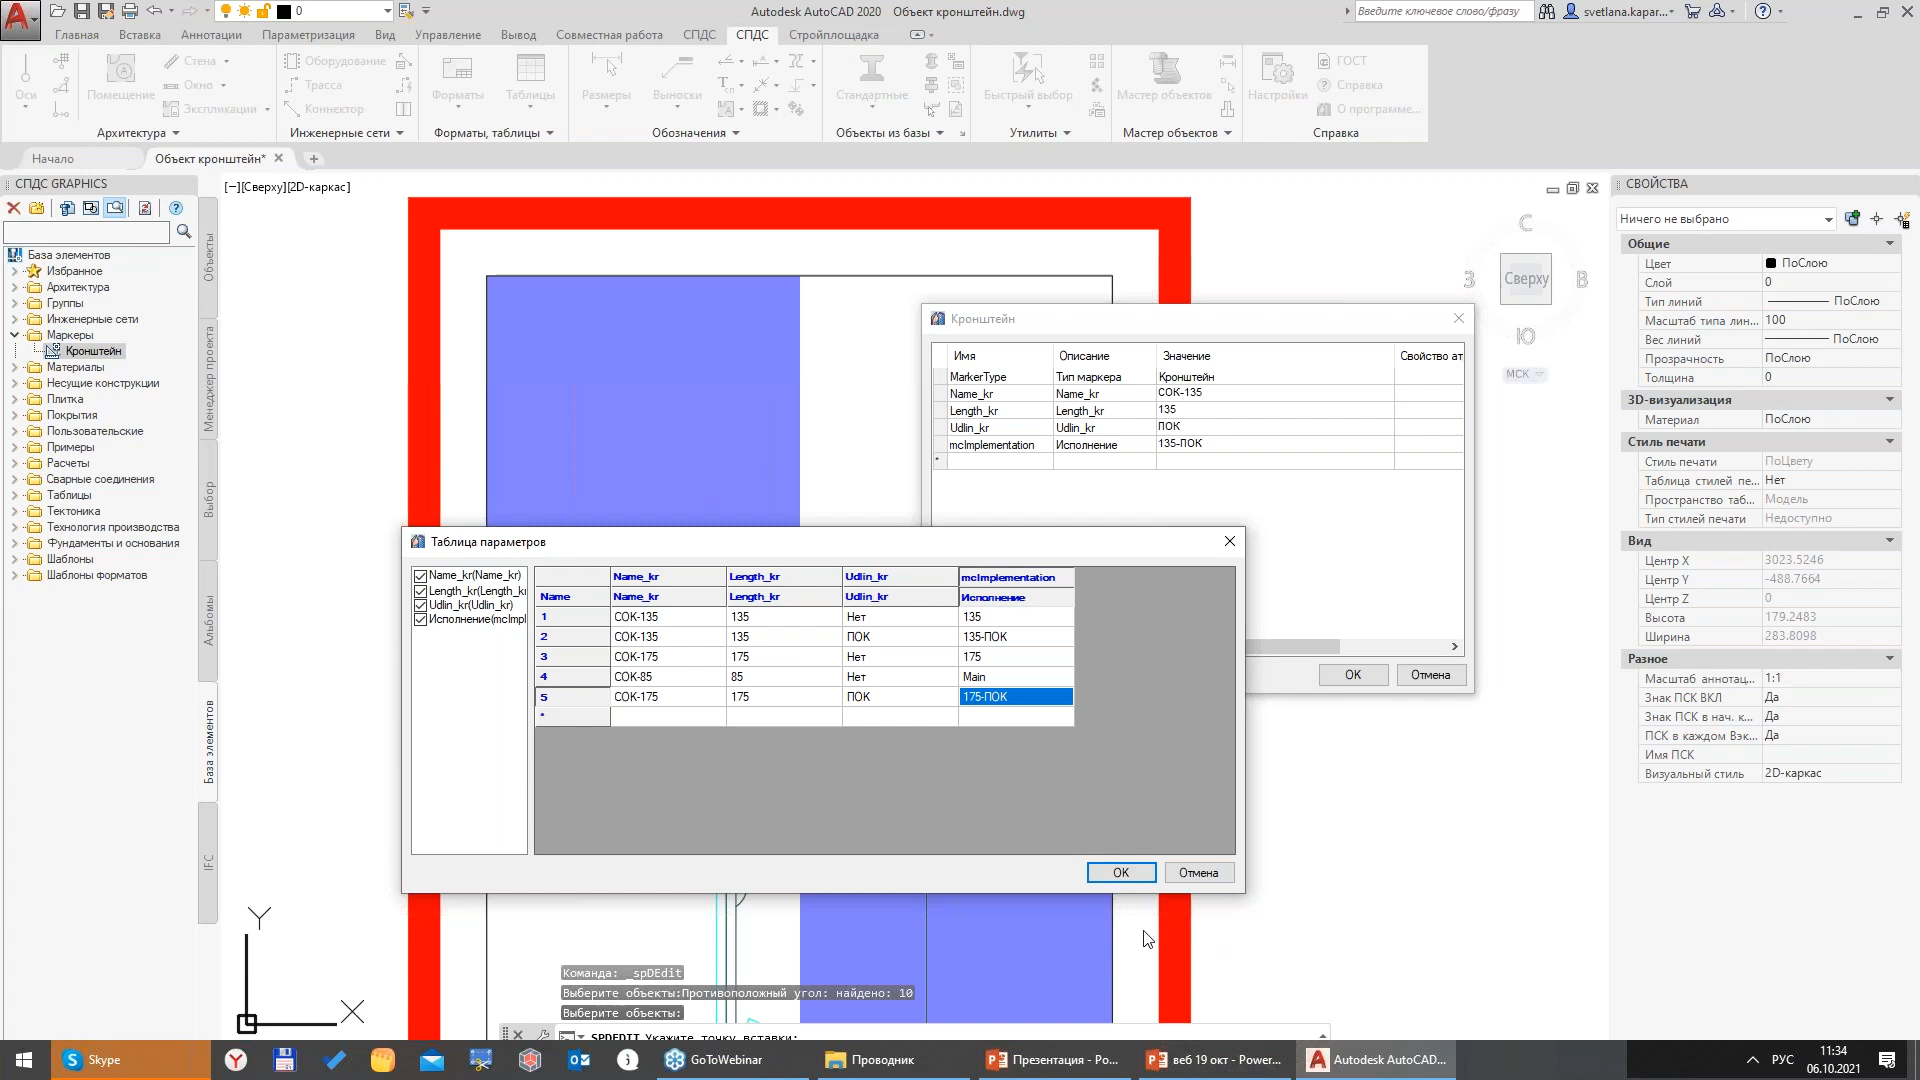 0
Autodesk AutoCAD 2020 Объект кронштейн.dwg
Введите ключевое слово/фразу
svetlana.kapar...
Главная Вставка Аннотации Параметризация Вид Управление Вывод Совместная работа СПДС СПДС Стройплощадка
Оси
Помещение
Стена
Окно
Экспликации
Архитектура
Оборудование
Трасса
Коннектор
Инженерные сети
Форматы
Таблицы
Форматы, таблицы
Размеры
Выноски
Обозначения
Стандартные
Объекты из базы
Быстрый выбор
Утилиты
Мастер объектов
Мастер объектов
Настройки
ГОСТ
Справка
О программе...
Справка
Начало
Объект кронштейн*
СПДС GRAPHICS
База элементов
Избранное
Архитектура
Группы
Инженерные сети
Маркеры
Кронштейн
Материалы
Несущие конструкции
Плитка
Покрытия
Пользовательские
Примеры
Расчеты
Сварные соединения
Таблицы
Тектоника
Технология производства
Фундаменты и основания
Шаблоны
Шаблоны форматов
Объекты
Менеджер проекта
Выбор
Альбомы
База элементов
IFC
[−][Сверху][2D-каркас]
С
З
Сверху
В
Ю
МСК
Кронштейн
Имя Описание Значение Свойство ат
MarkerType Тип маркера Кронштейн
Name_kr Name_kr СОК-135
Length_kr Length_kr 135
Udlin_kr Udlin_kr ПОК
mcImplementation Исполнение 135-ПОК
*
OK Отмена
Таблица параметров
Name_kr(Name_kr)
Length_kr(Length_kr
Udlin_kr(Udlin_kr)
Исполнение(mcImpl
Name_kr Length_kr Udlin_kr mcImplementation
Name Name_kr Length_kr Udlin_kr Исполнение
1 СОК-135 135 Нет 135
2 СОК-135 135 ПОК 135-ПОК
3 СОК-175 175 Нет 175
4 СОК-85 85 Нет Main
5 СОК-175 175 ПОК 175-ПОК
*
OK Отмена
Y
X
Команда: _spDEdit
Выберите объекты:Противоположный угол: найдено: 10
Выберите объекты:
SPDEDIT Укажите точку вставки:
СВОЙСТВА
Ничего не выбрано
Общие
Цвет ПоСлою
Слой 0
Тип линий ПоСлою
Масштаб типа лин... 100
Вес линий ПоСлою
Прозрачность ПоСлою
Толщина 0
3D-визуализация
Материал ПоСлою
Стиль печати
Стиль печати ПоЦвету
Таблица стилей пе... Нет
Пространство таб... Модель
Тип стилей печати Недоступно
Вид
Центр X 3023.5246
Центр Y -488.7664
Центр Z 0
Высота 179.2483
Ширина 283.8098
Разное
Масштаб аннотац... 1:1
Знак ПСК ВКЛ Да
Знак ПСК в нач. к... Да
ПСК в каждом Вэк... Да
Имя ПСК
Визуальный стиль 2D-каркас
Skype
GoToWebinar
Проводник
Презентация - Po...
веб 19 окт - Power...
Autodesk AutoCAD...
РУС
11:34
06.10.2021